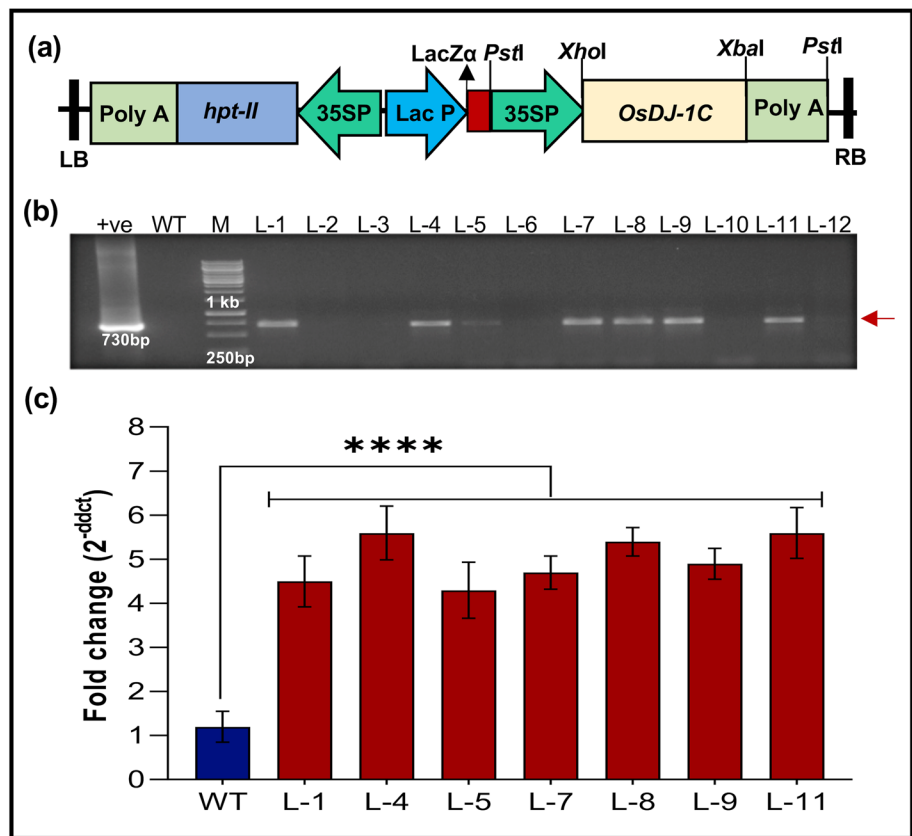 (a)
LacZα PstI XhoI XbaI PstI
Poly A hpt-II 35SP Lac P 35SP OsDJ-1C Poly A
LB RB
(b)
+ve WT M L-1 L-2 L-3 L-4 L-5 L-6 L-7 L-8 L-9 L-10 L-11 L-12
1 kb
730bp
250bp
(c)
****
Fold change (2-ddct)
8
7
6
5
4
3
2
1
0
WT L-1 L-4 L-5 L-7 L-8 L-9 L-11